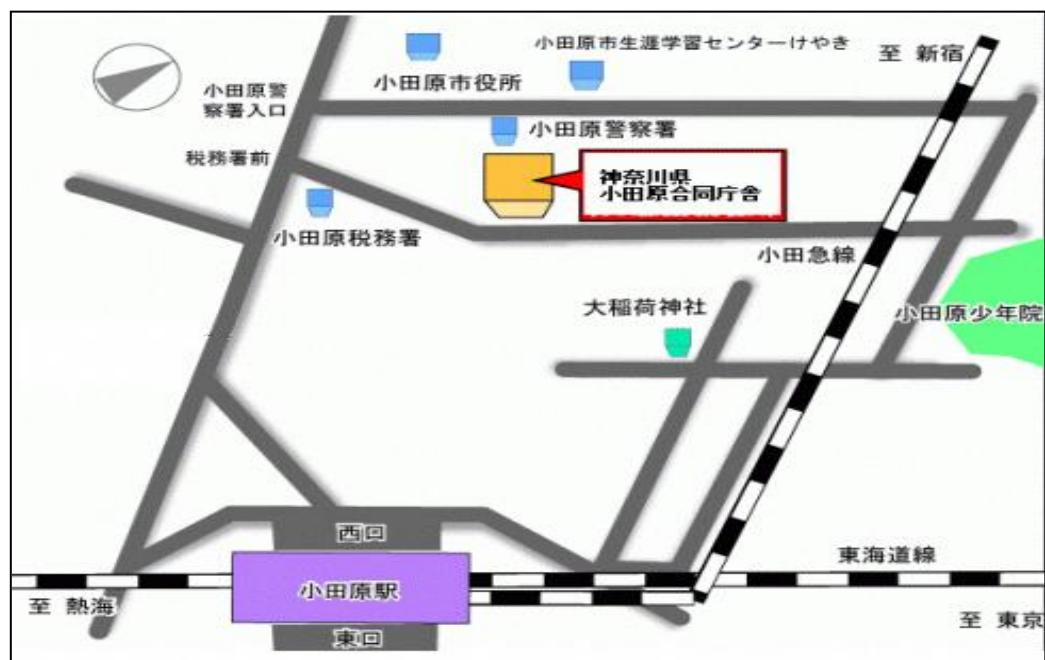 小田原市生涯学習センターけやき
至 新宿
小田原市役所
小田原警
察署入口
小田原警察署
税務署前
神奈川県
小田原合同庁舎
小田原税務署
小田急線
大稲荷神社
小田原少年院
西口
東海道線
小田原駅
至 熱海
至 東京
東口